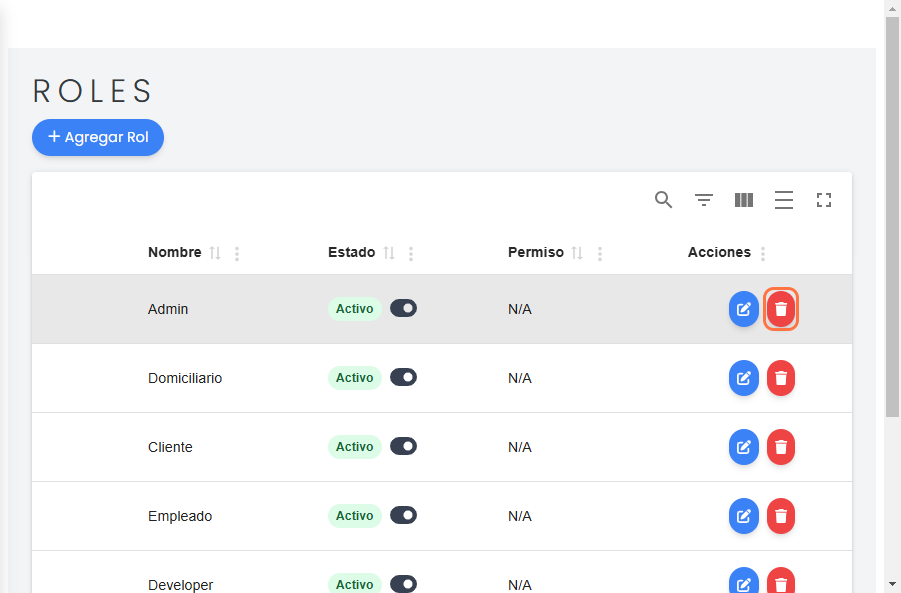 ROLES
+ Agregar Rol
Nombre Estado Permiso Acciones
Admin Activo N/A
Domiciliario Activo N/A
Cliente Activo N/A
Empleado Activo N/A
Developer Activo N/A